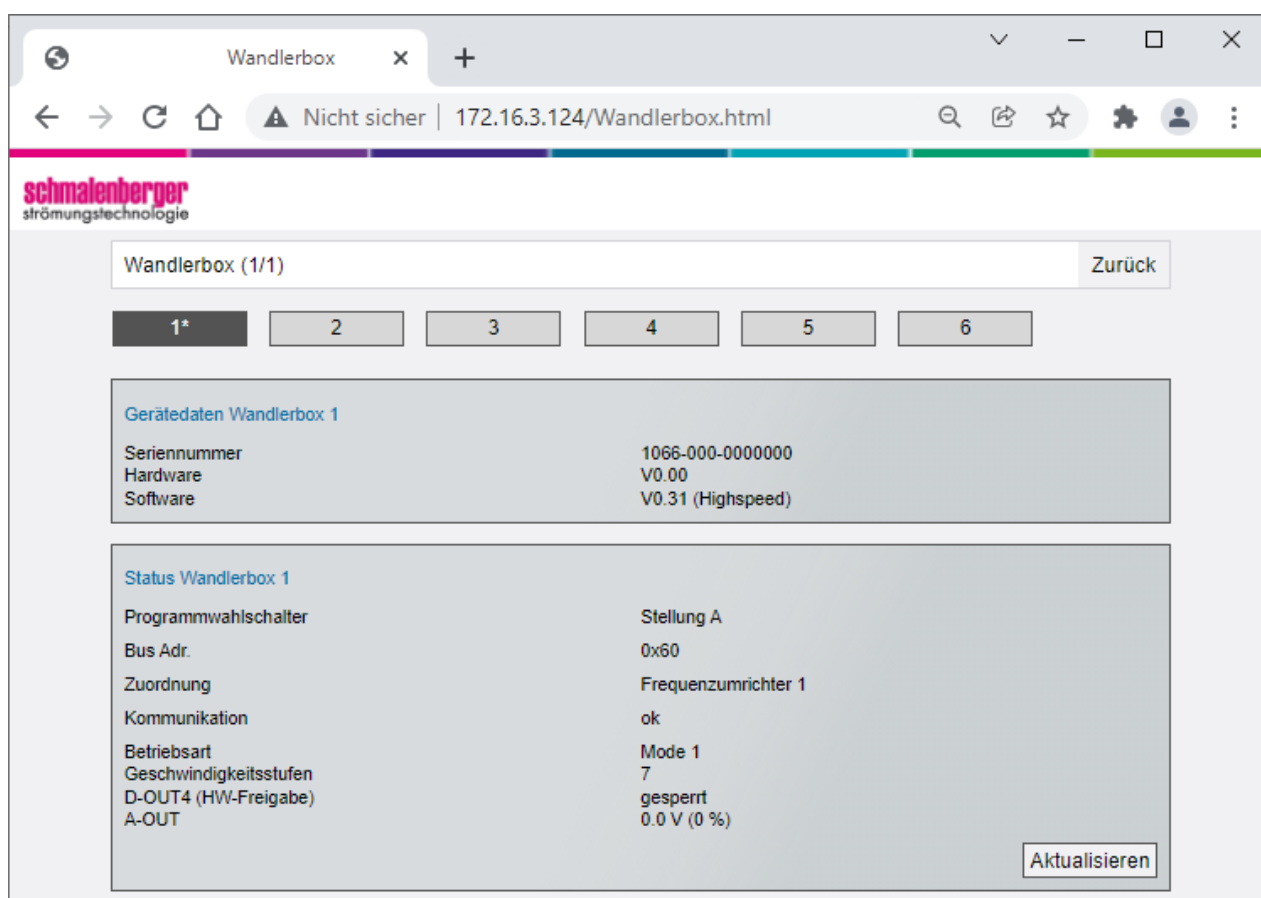 Wandlerbox
Nicht sicher | 172.16.3.124/Wandlerbox.html
schmalenberger
strömungstechnologie
Wandlerbox (1/1) Zurück
1* 2 3 4 5 6
Gerätedaten Wandlerbox 1
Seriennummer 1066-000-0000000
Hardware V0.00
Software V0.31 (Highspeed)
Status Wandlerbox 1
Programmwahlschalter Stellung A
Bus Adr. 0x60
Zuordnung Frequenzumrichter 1
Kommunikation ok
Betriebsart Mode 1
Geschwindigkeitsstufen 7
D-OUT4 (HW-Freigabe) gesperrt
A-OUT 0.0 V (0 %)
Aktualisieren